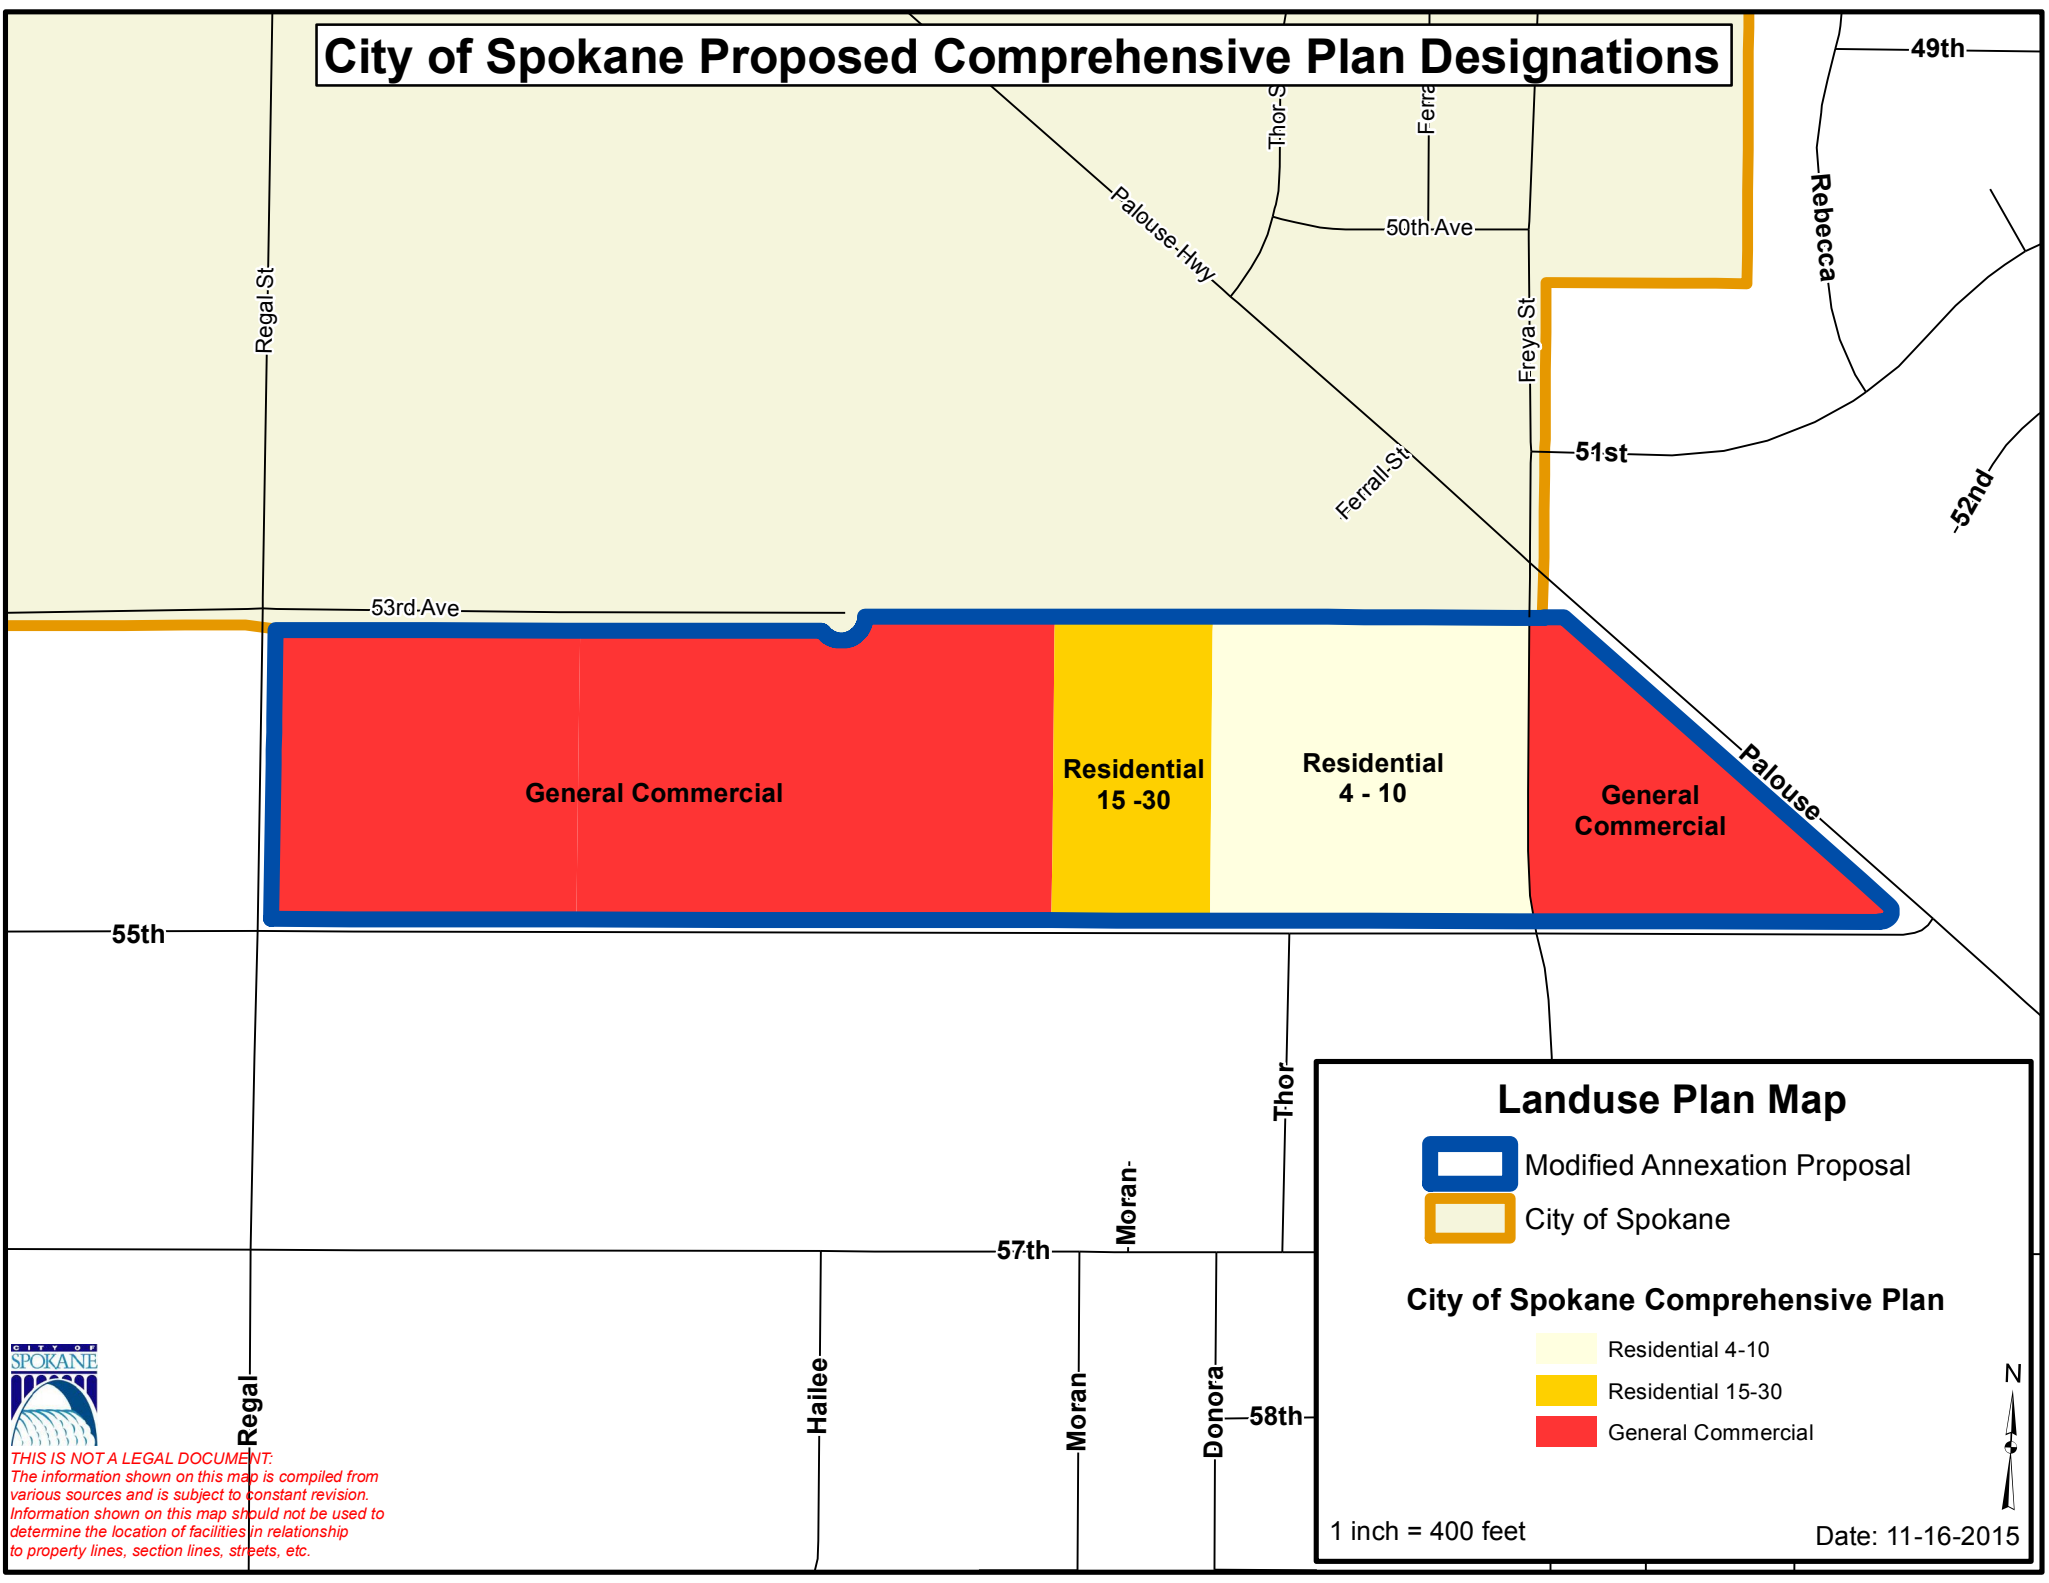 City of Spokane Proposed Comprehensive Plan Designations
49th
Thor S
Ferra
Rebecca
Palouse Hwy
50th Ave
Regal St
Freya St
51st
Ferrall St
52nd
53rd Ave
Palouse
General Commercial
Residential
15 -30
Residential
4 - 10
General
Commercial
55th
Thor
Moran
57th
Regal
Hailee
Moran
Donora
58th
Landuse Plan Map
Modified Annexation Proposal
City of Spokane
City of Spokane Comprehensive Plan
Residential 4-10
Residential 15-30
General Commercial
N
1 inch = 400 feet
Date: 11-16-2015
CITY OF
SPOKANE
THIS IS NOT A LEGAL DOCUMENT:
The information shown on this map is compiled from
various sources and is subject to constant revision.
Information shown on this map should not be used to
determine the location of facilities in relationship
to property lines, section lines, streets, etc.